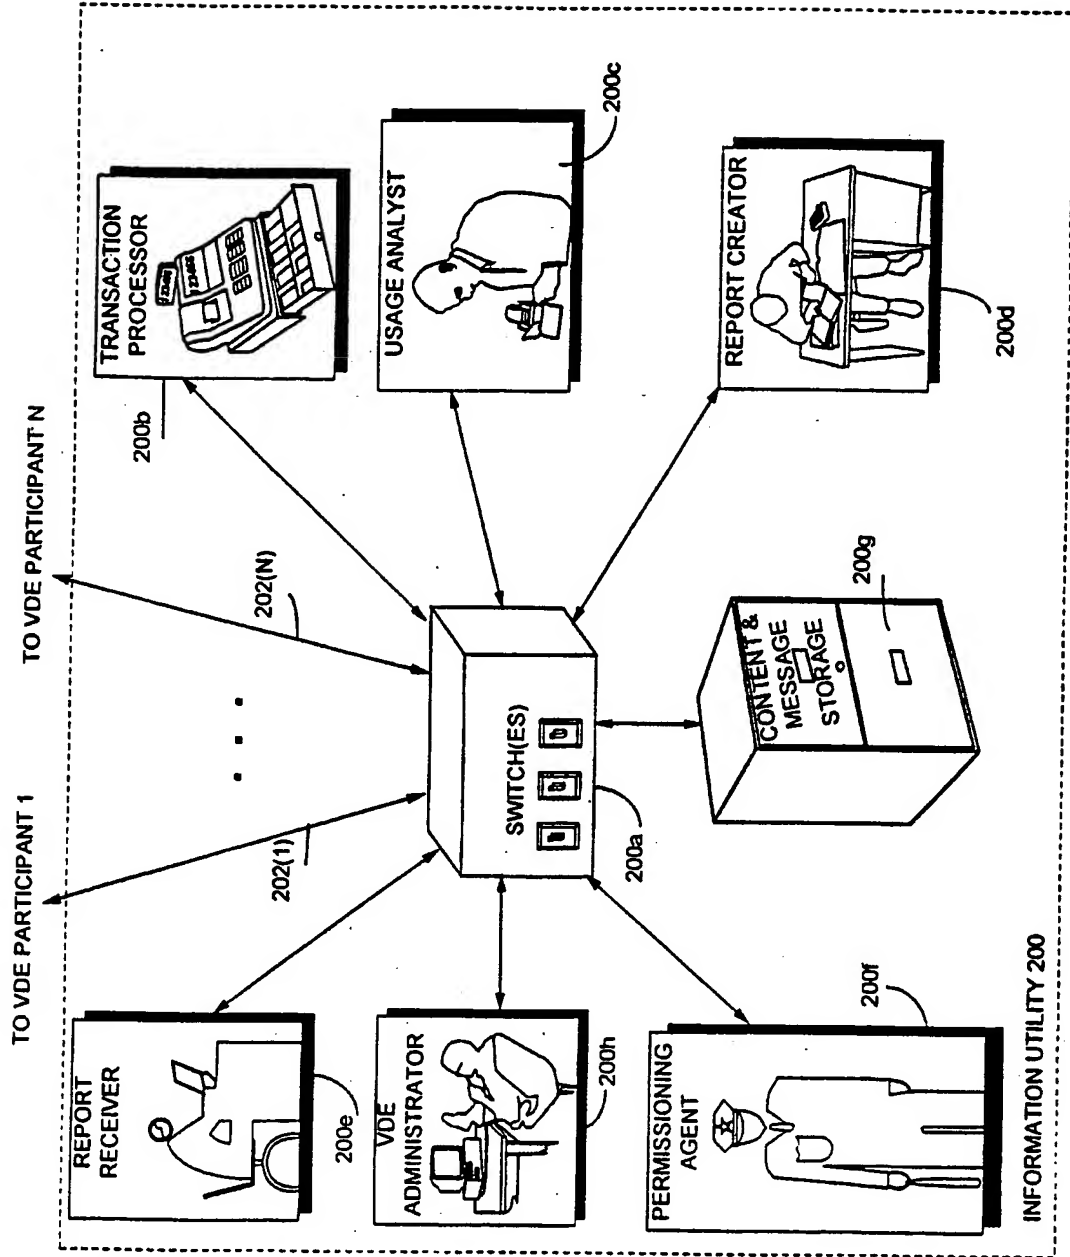 TO VDE PARTICIPANT 1
TO VDE PARTICIPANT N
202(1)
202(N)
REPORT
RECEIVER
200e
TRANSACTION
PROCESSOR
200b
VDE
ADMINISTRATOR
200h
SWITCH(ES)
200a
USAGE ANALYST
200c
PERMISSIONING
AGENT
200f
CONTENT &
MESSAGE
STORAGE
200g
REPORT CREATOR
200d
INFORMATION UTILITY 200